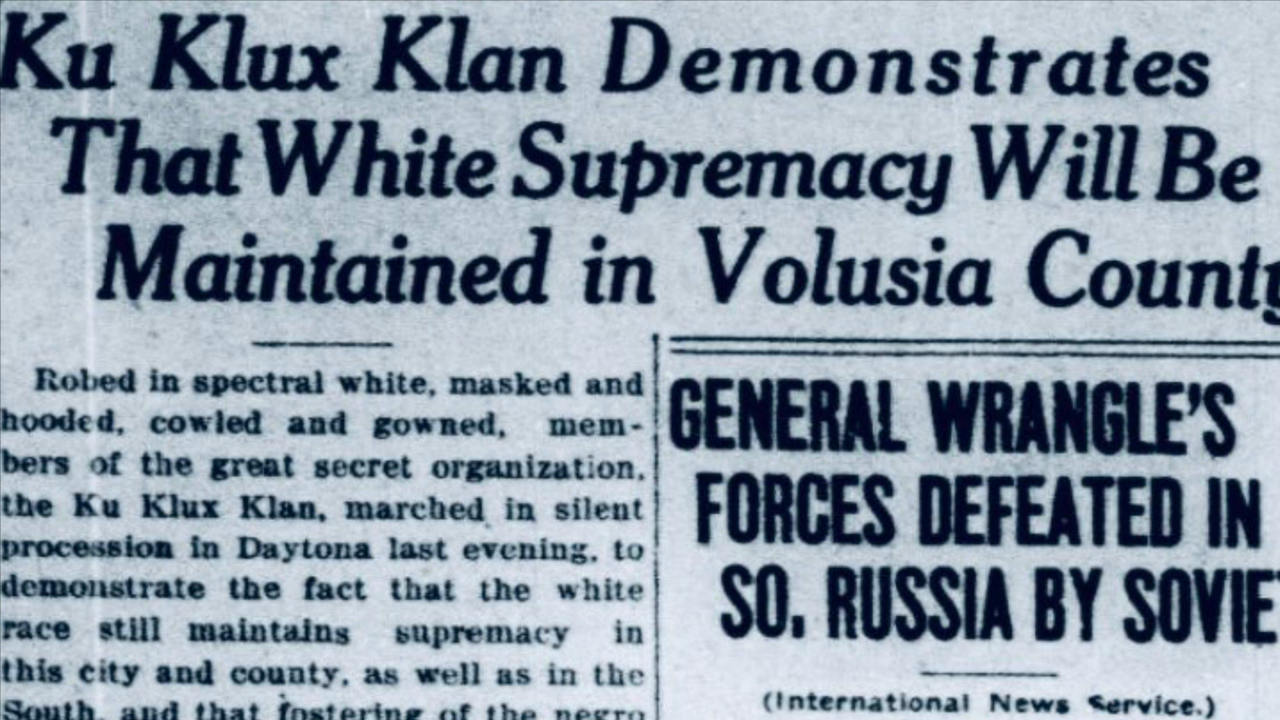 Ku Klux Klan Demonstrates
That White Supremacy Will Be
Maintained in Volusia County
Robed in spectral white, masked and
hooded, cowled and gowned, mem-
bers of the great secret organization,
the Ku Klux Klan, marched in silent
procession in Daytona last evening, to
demonstrate the fact that the white
race still maintains supremacy in
this city and county, as well as in the
South, and that fostering of the negro
GENERAL WRANGLE'S
FORCES DEFEATED IN
SO. RUSSIA BY SOVIET
(International News Service.)